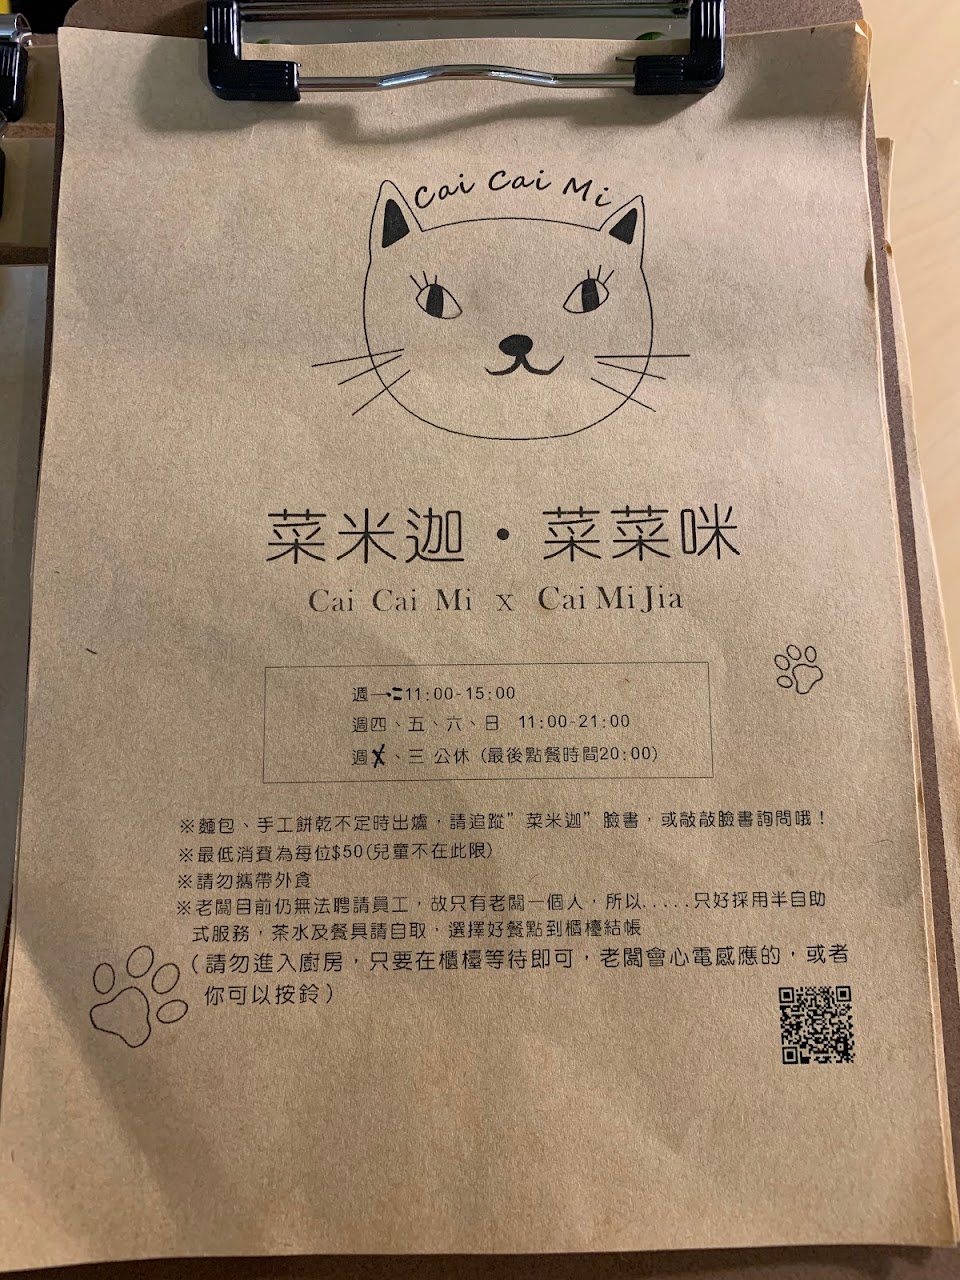 Cai Cai Mi
菜米迦・菜菜咪
Cai Cai Mi x Cai Mi Jia
週一、二11:00-15:00
週四、五、六、日 11:00-21:00
週、三 公休 (最後點餐時間20:00)
※麵包、手工餅乾不定時出爐，請追蹤”菜米迦”臉書，或敲敲臉書詢問哦！
※最低消費為每位$50(兒童不在此限)
※請勿攜帶外食
※老闆目前仍無法聘請員工，故只有老闆一個人，所以.....只好採用半自助
式服務，茶水及餐具請自取，選擇好餐點到櫃檯結帳
(請勿進入廚房，只要在櫃檯等待即可，老闆會心電感應的，或者
你可以按鈴)